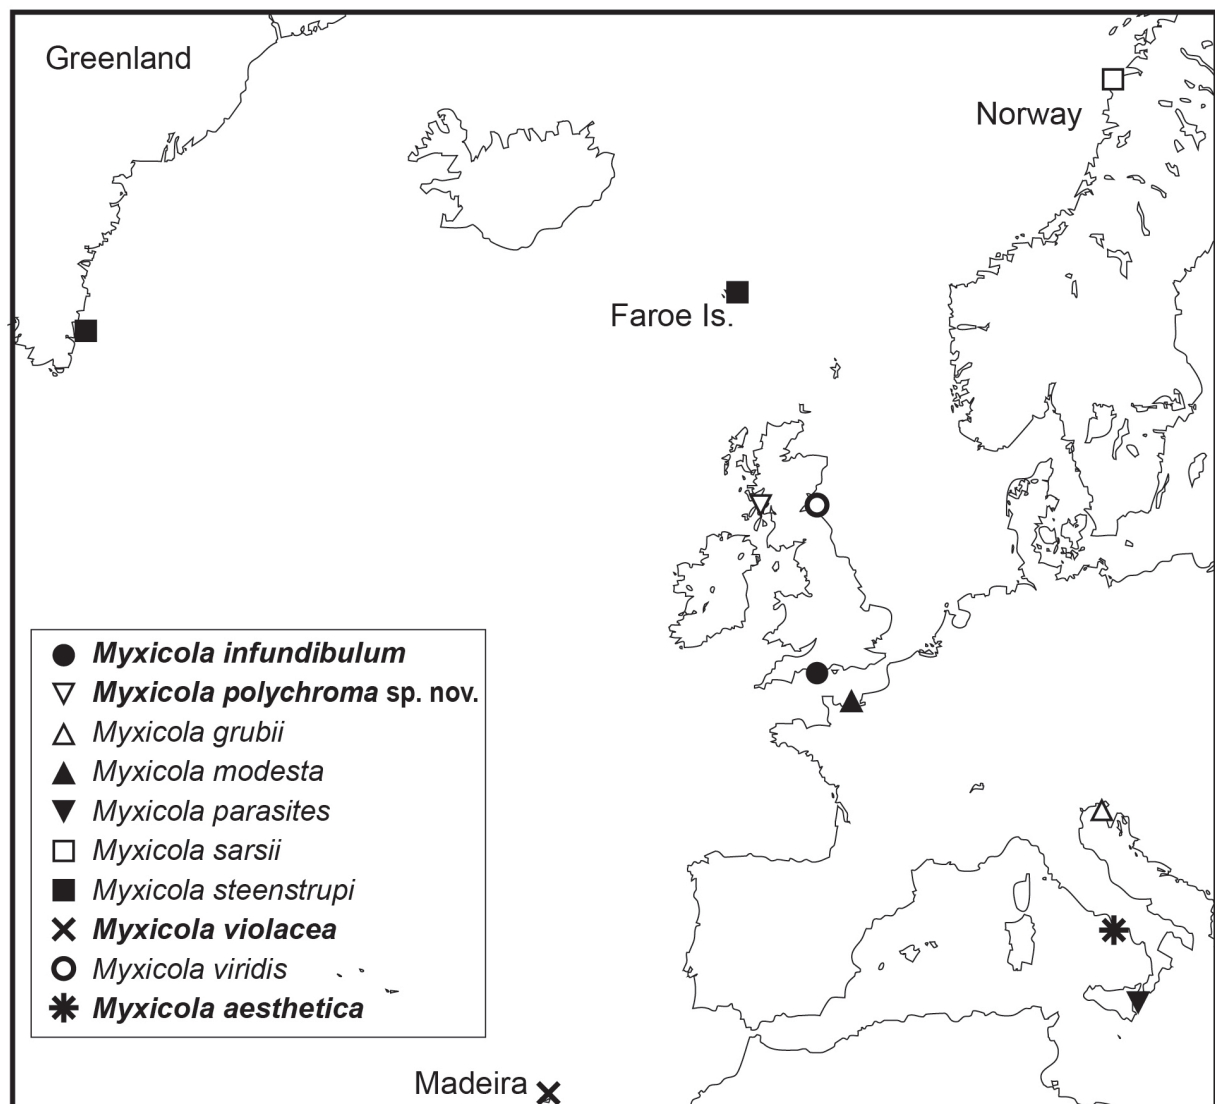 Greenland
Norway
Faroe Is.
Myxicola infundibulum
Myxicola polychroma sp. nov.
Myxicola grubii
Myxicola modesta
Myxicola parasites
Myxicola sarsii
Myxicola steenstrupi
Myxicola violacea
Myxicola viridis
Myxicola aesthetica
Madeira